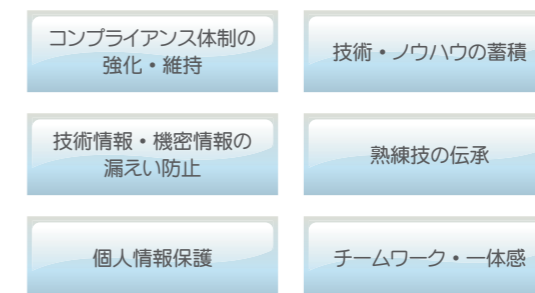 コンプライアンス体制の
強化・維持
技術・ノウハウの蓄積
技術情報・機密情報の
漏えい防止
熟練技の伝承
個人情報保護
チームワーク・一体感